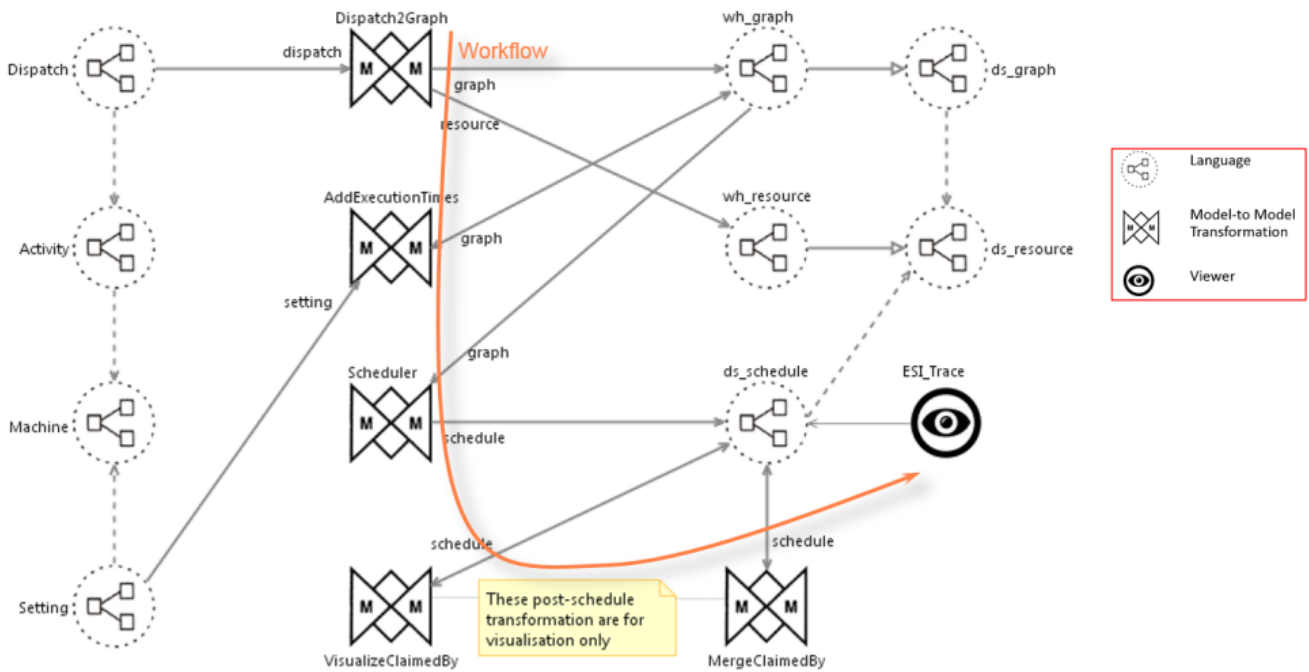 Dispatch2Graph
wh_graph
dispatch
Workflow
Dispatch
M M
ds_graph
graph
resource
Language
AddExecutionTimes
wh_resource
Model-to Model
Transformation
Activity
M M
graph
ds_resource
Viewer
setting
graph
Scheduler
ds_schedule
ESI_Trace
Machine
M M
schedule
schedule
schedule
Setting
M M
These post-schedule
transformation are for
visualisation only
M M
VisualizeClaimedBy
MergeClaimedBy
M M